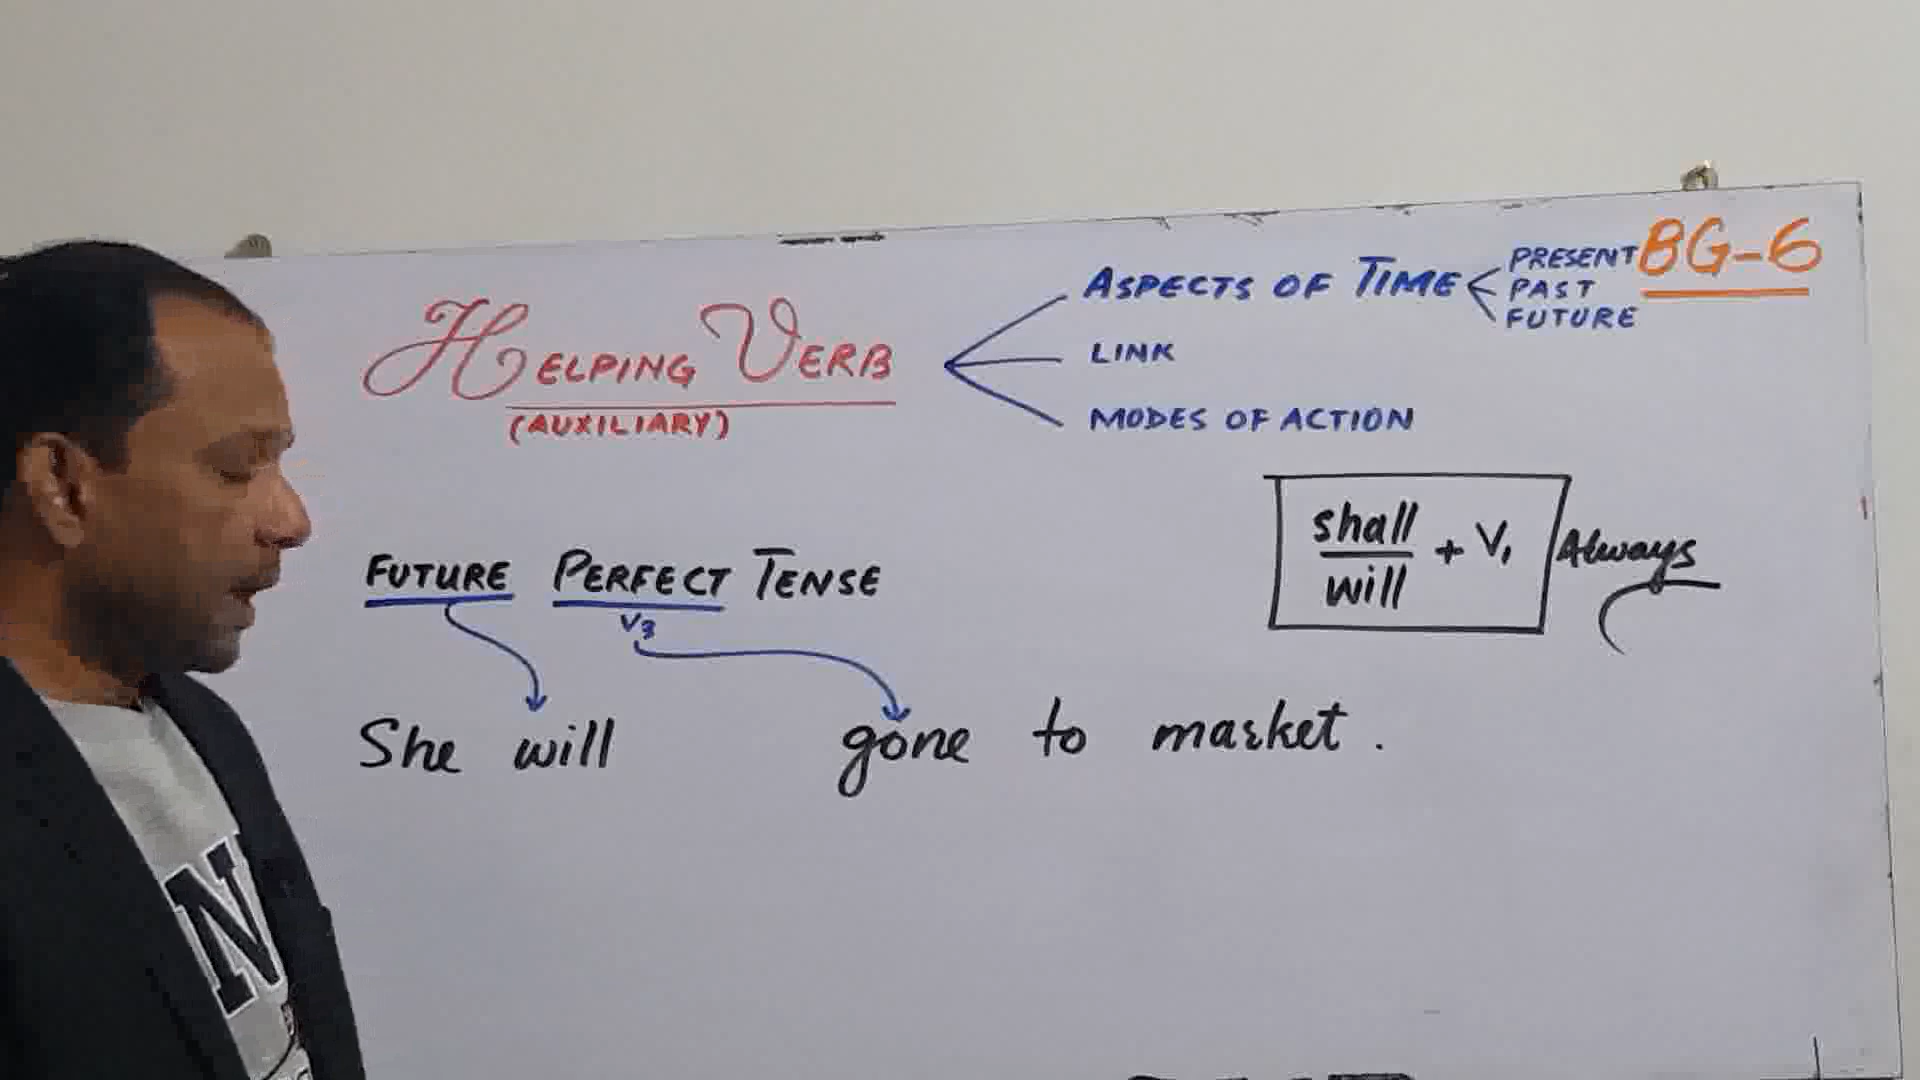 BG-6
HELPING VERB
(AUXILIARY)
ASPECTS OF TIME
PRESENT
PAST
FUTURE
LINK
MODES OF ACTION
shall
will
+ V1
Always
FUTURE PERFECT TENSE
V3
She will gone to market.
N